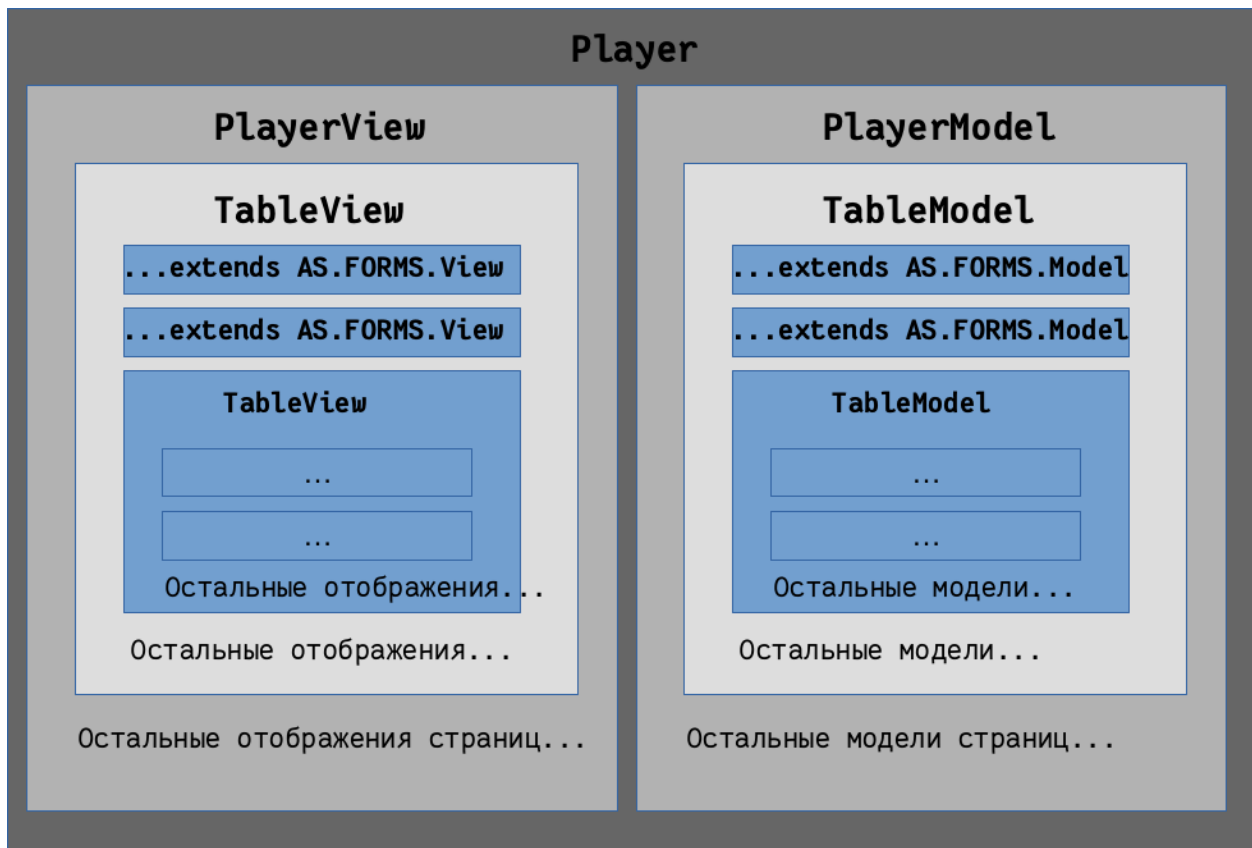 Player
PlayerView
TableView
...extends AS.FORMS.View
...extends AS.FORMS.View
TableView
...
...
Остальные отображения...
Остальные отображения...
Остальные отображения страниц...
PlayerModel
TableModel
...extends AS.FORMS.Model
...extends AS.FORMS.Model
TableModel
...
...
Остальные модели...
Остальные модели...
Остальные модели страниц...